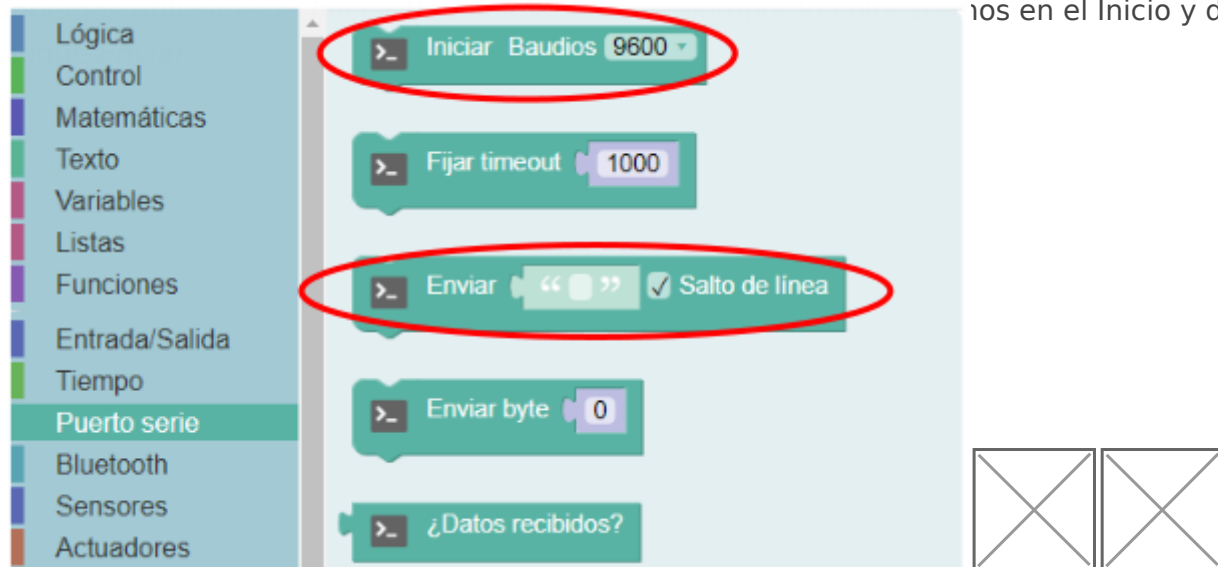 Lógica
Control
Matemáticas
Texto
Variables
Listas
Funciones
Entrada/Salida
Tiempo
Puerto serie
Bluetooth
Sensores
Actuadores
>_ Iniciar Baudios 9600
>_ Fijar timeout 1000
>_ Enviar “ ” Salto de línea
>_ Enviar byte 0
>_ ¿Datos recibidos?
en el Inicio y